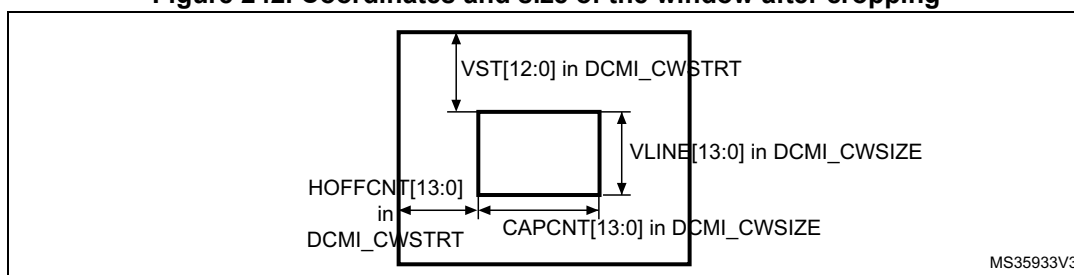 Figure 242. Coordinates and size of the window after cropping
VST[12:0] in DCMI_CWSTRT
VLINE[13:0] in DCMI_CWSIZE
HOFFCNT[13:0]
in
DCMI_CWSTRT
CAPCNT[13:0] in DCMI_CWSIZE
MS35933V3